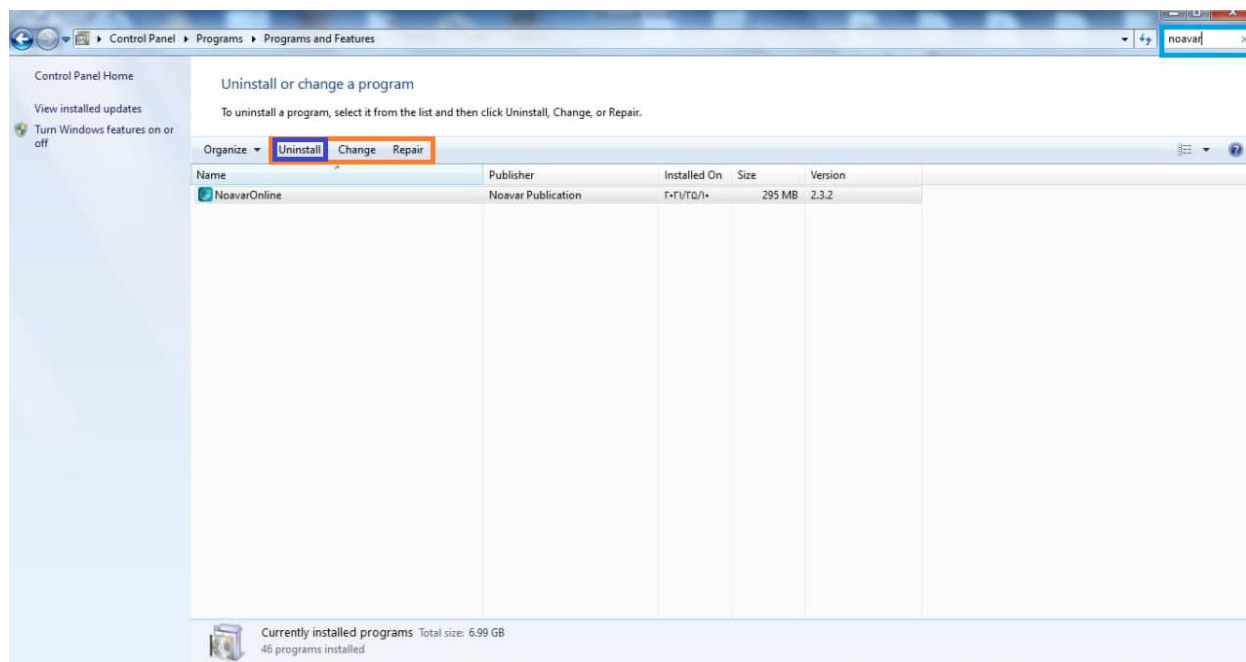 Control Panel ▸ Programs ▸ Programs and Features
noavar
Control Panel Home
View installed updates
Turn Windows features on or
off
Uninstall or change a program
To uninstall a program, select it from the list and then click Uninstall, Change, or Repair.
Organize Uninstall Change Repair
Name Publisher Installed On Size Version
NoavarOnline Noavar Publication ۲۰۲۱/۲۵/۱۰ 295 MB 2.3.2
Currently installed programs Total size: 6.99 GB
46 programs installed